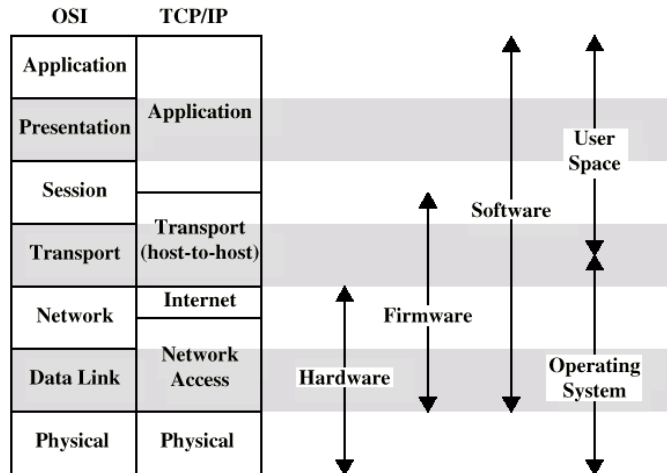 OSI TCP/IP
Application
Presentation
Session
Transport
Network
Data Link
Physical
Application
Transport
(host-to-host)
Internet
Network
Access
Physical
Hardware
Firmware
Software
User
Space
Operating
System